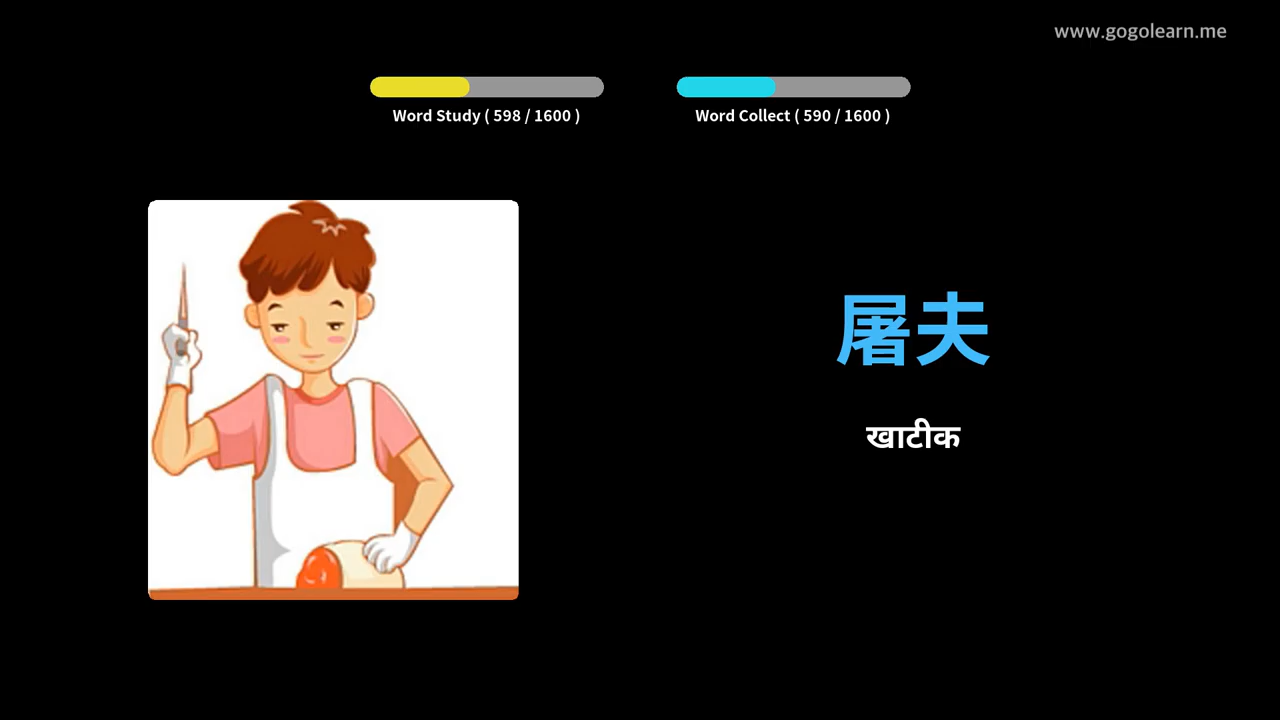 www.gogolearn.me
Word Study ( 598 / 1600 )
Word Collect ( 590 / 1600 )
屠夫
खाटीक